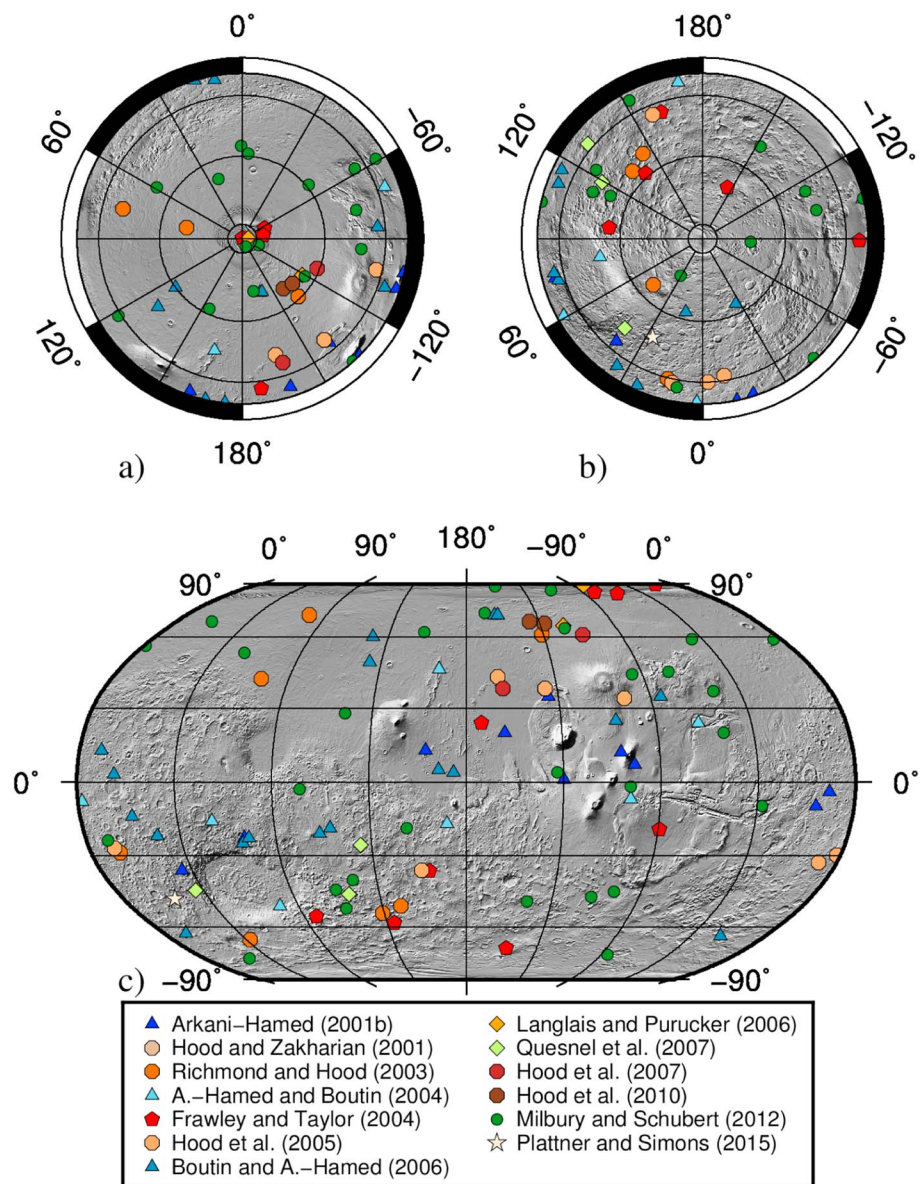 0°
180°
60°
−60°
120°
−120°
120°
−120°
60°
−60°
180°
0°
a)
b)
180°
90°
−90°
0°
0°
90°
90°
0°
0°
c)
−90°
−90°
Arkani−Hamed (2001b)
Hood and Zakharian (2001)
Richmond and Hood (2003)
A.−Hamed and Boutin (2004)
Frawley and Taylor (2004)
Hood et al. (2005)
Boutin and A.−Hamed (2006)
Langlais and Purucker (2006)
Quesnel et al. (2007)
Hood et al. (2007)
Hood et al. (2010)
Milbury and Schubert (2012)
Plattner and Simons (2015)